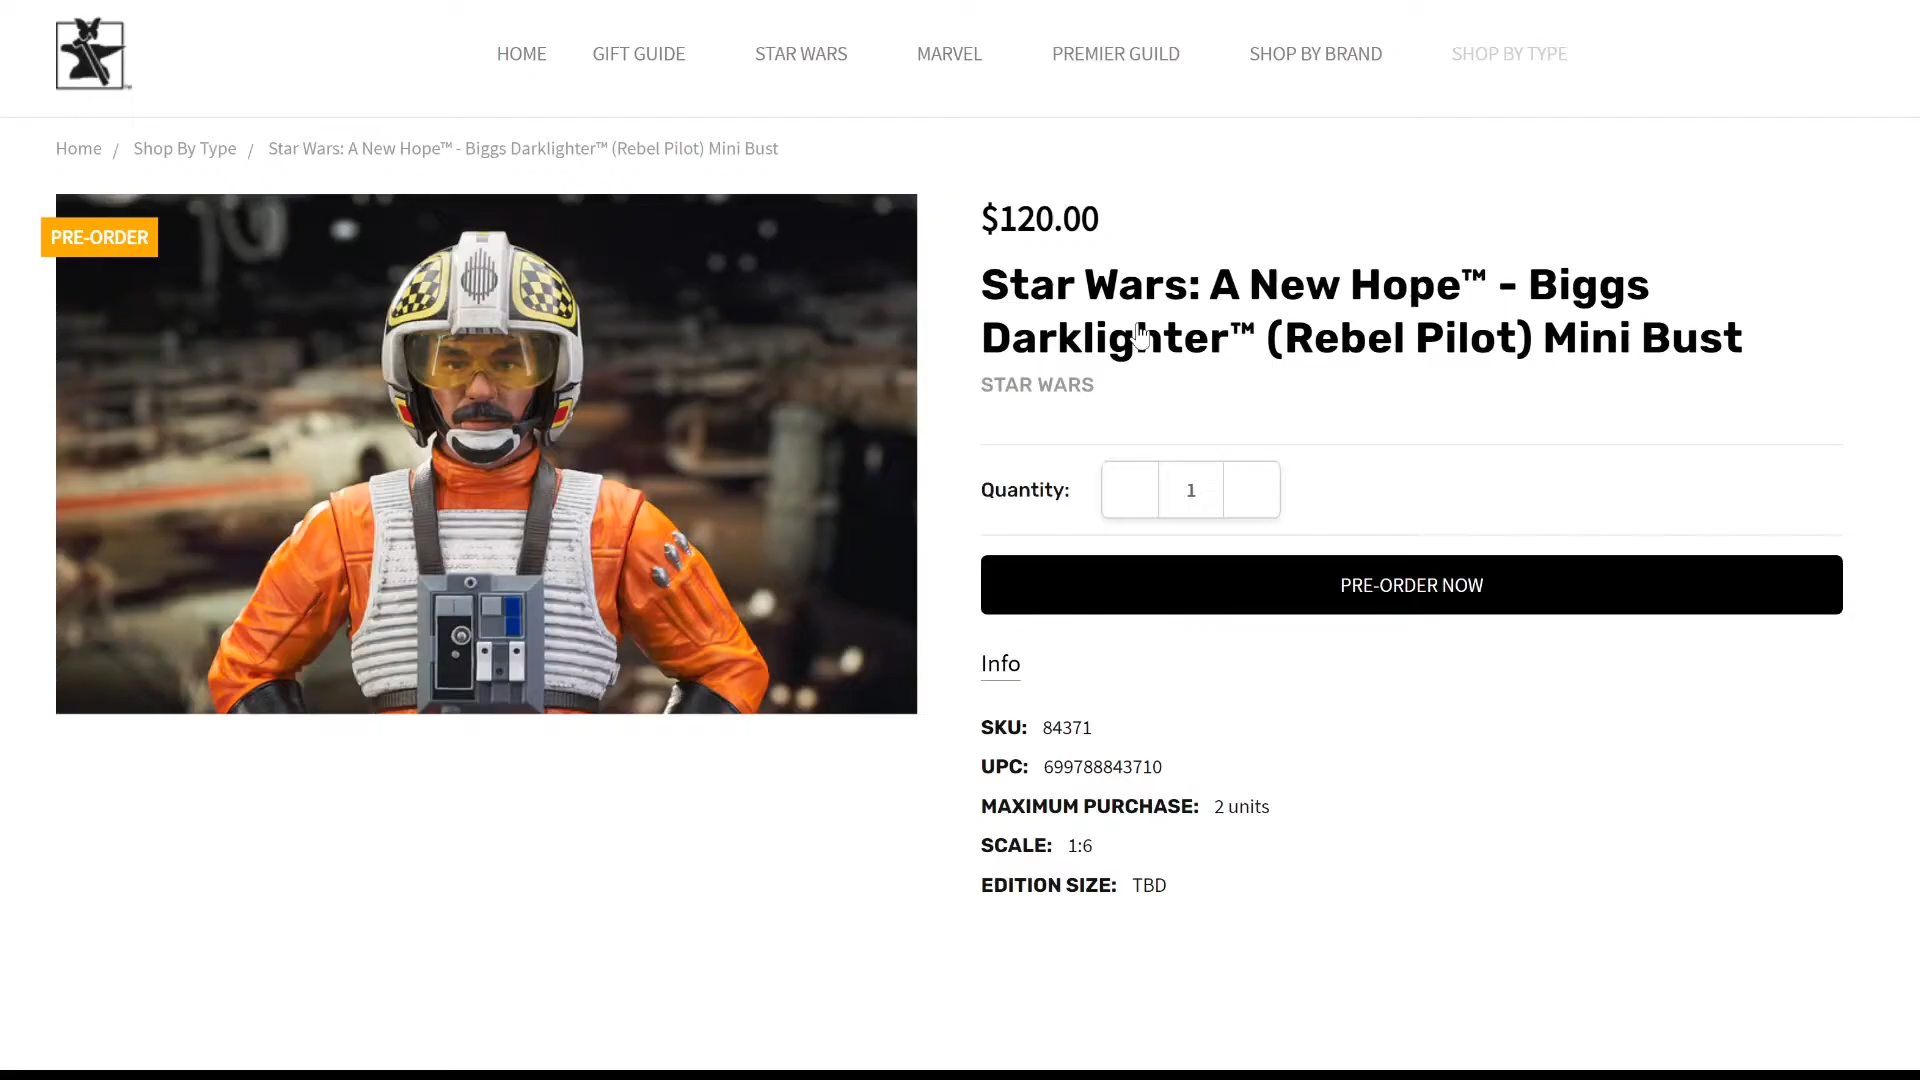 HOME GIFT GUIDE STAR WARS MARVEL PREMIER GUILD SHOP BY BRAND SHOP BY TYPE
Home / Shop By Type / Star Wars: A New Hope™ - Biggs Darklighter™ (Rebel Pilot) Mini Bust
PRE-ORDER
$120.00
Star Wars: A New Hope™ - Biggs
Darklighter™ (Rebel Pilot) Mini Bust
STAR WARS
Quantity: 1
PRE-ORDER NOW
Info
SKU: 84371
UPC: 699788843710
MAXIMUM PURCHASE: 2 units
SCALE: 1:6
EDITION SIZE: TBD